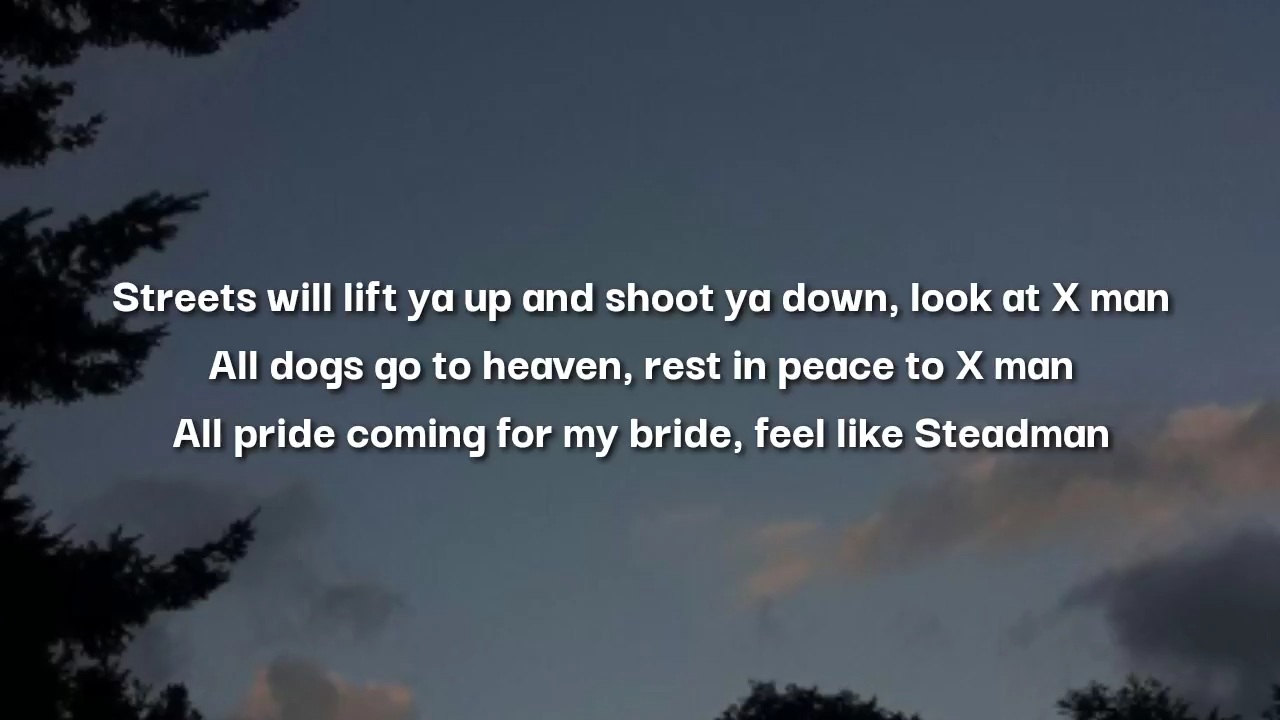 Streets will lift ya up and shoot ya down, look at X man
All dogs go to heaven, rest in peace to X man
All pride coming for my bride, feel like Steadman